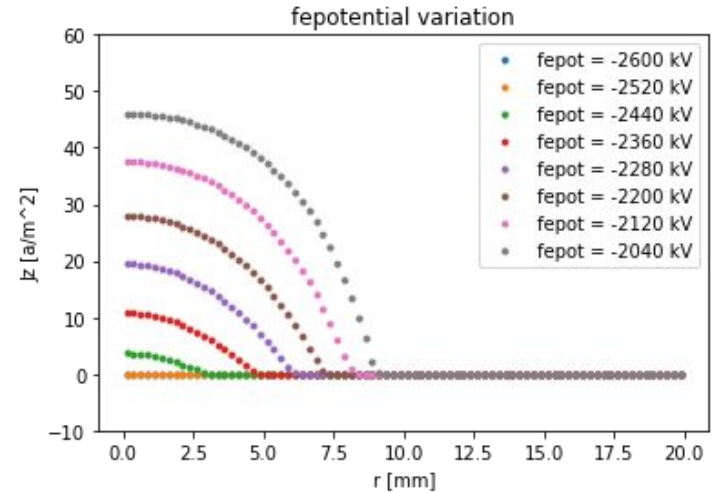 fepotential variation
60
50
40
30
20
10
0
−10
Jz [a/m^2]
fepot = -2600 kV
fepot = -2520 kV
fepot = -2440 kV
fepot = -2360 kV
fepot = -2280 kV
fepot = -2200 kV
fepot = -2120 kV
fepot = -2040 kV
0.0 2.5 5.0 7.5 10.0 12.5 15.0 17.5 20.0
r [mm]